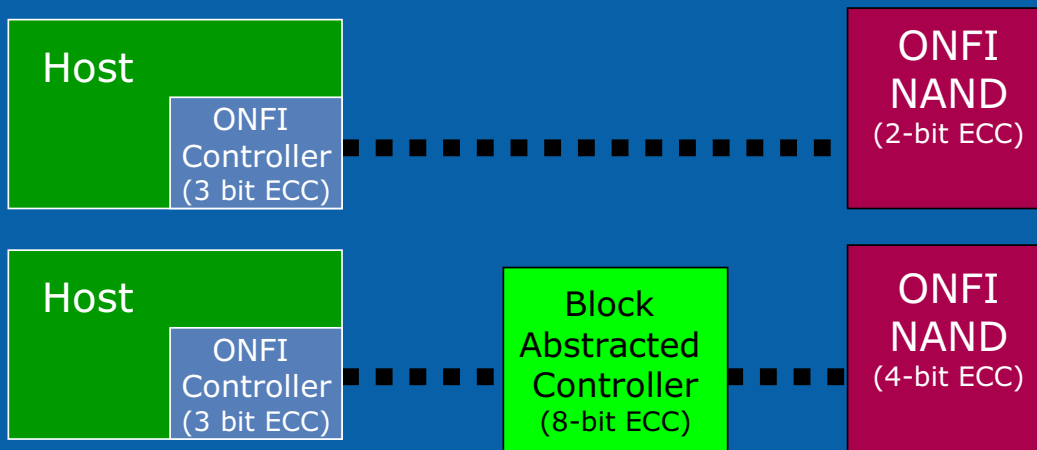 Host
ONFI
Controller
(3 bit ECC)
ONFI
NAND
(2-bit ECC)
Host
ONFI
Controller
(3 bit ECC)
Block
Abstracted
Controller
(8-bit ECC)
ONFI
NAND
(4-bit ECC)